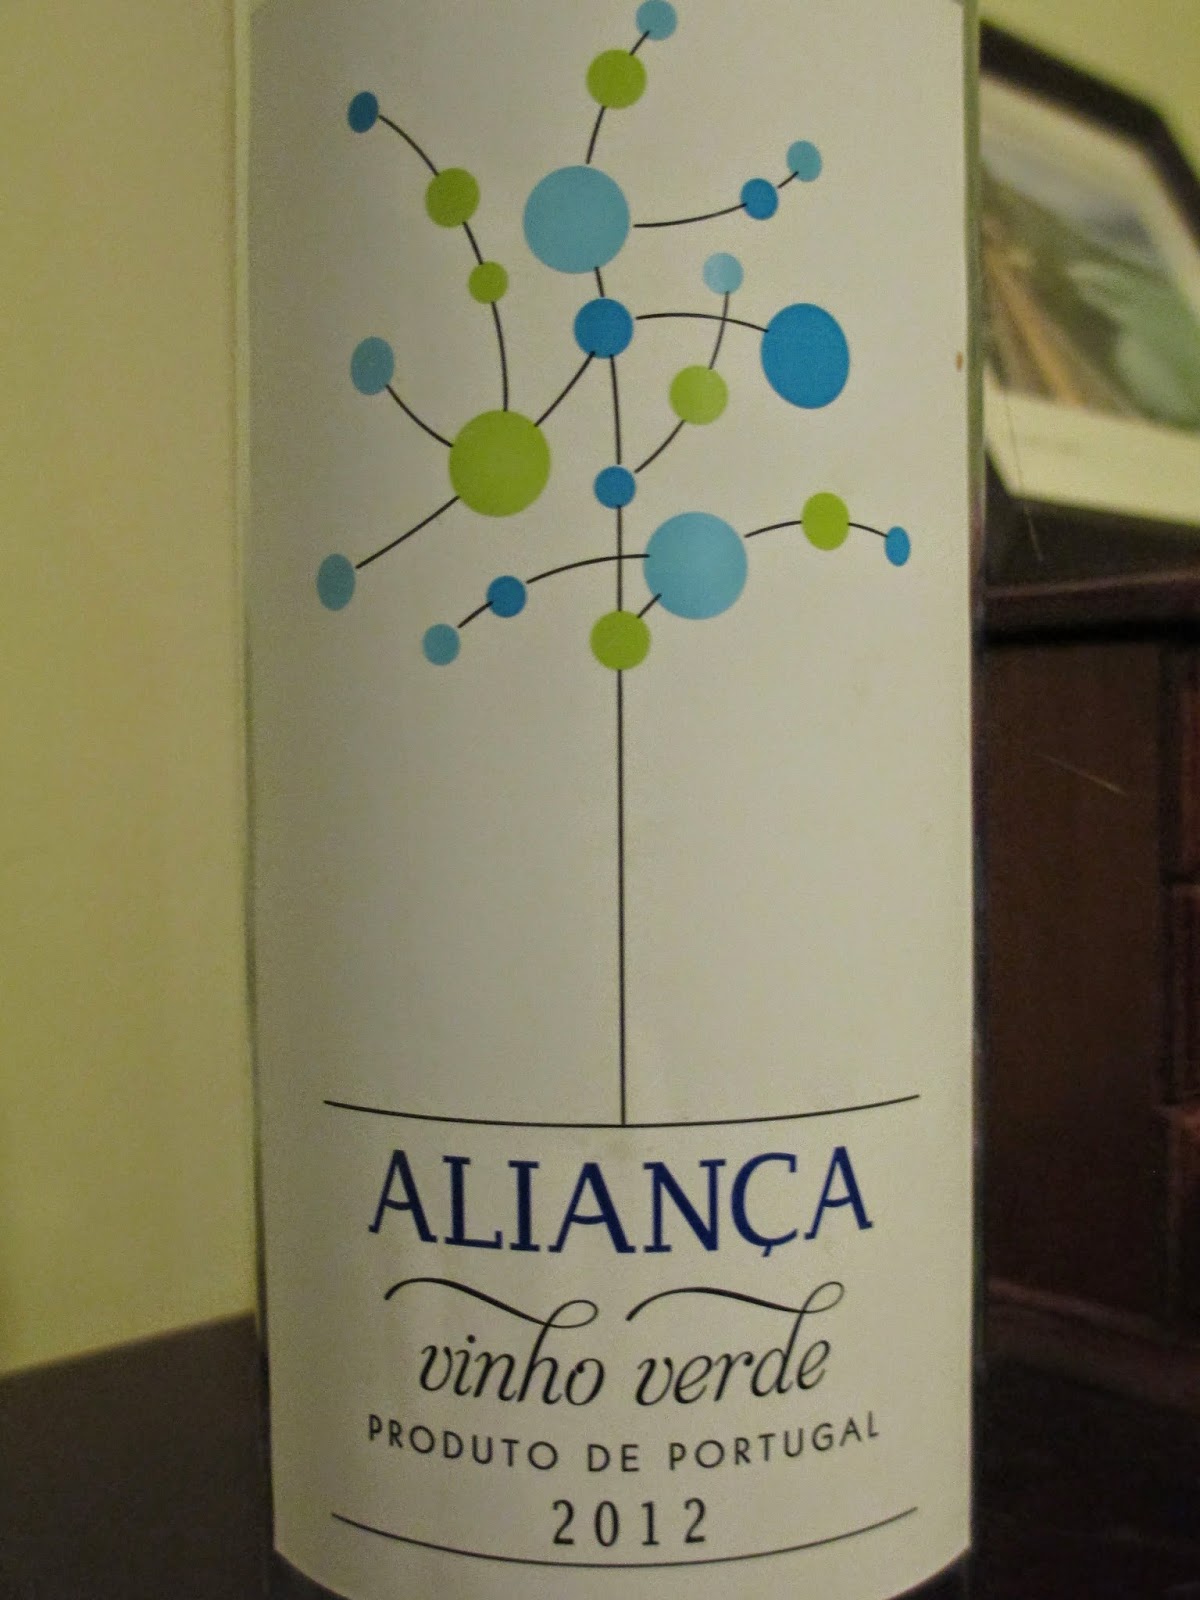 ALIANÇA
vinho verde
PRODUTO DE PORTUGAL
2012